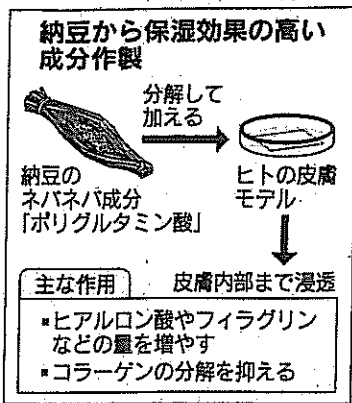 納豆から保湿効果の高い
成分作製
分解して
加える
納豆の
ネバネバ成分
「ポリグルタミン酸」
ヒトの皮膚
モデル
皮膚内部まで浸透
主な作用
▪ヒアルロン酸やフィラグリン
などの量を増やす
▪コラーゲンの分解を抑える